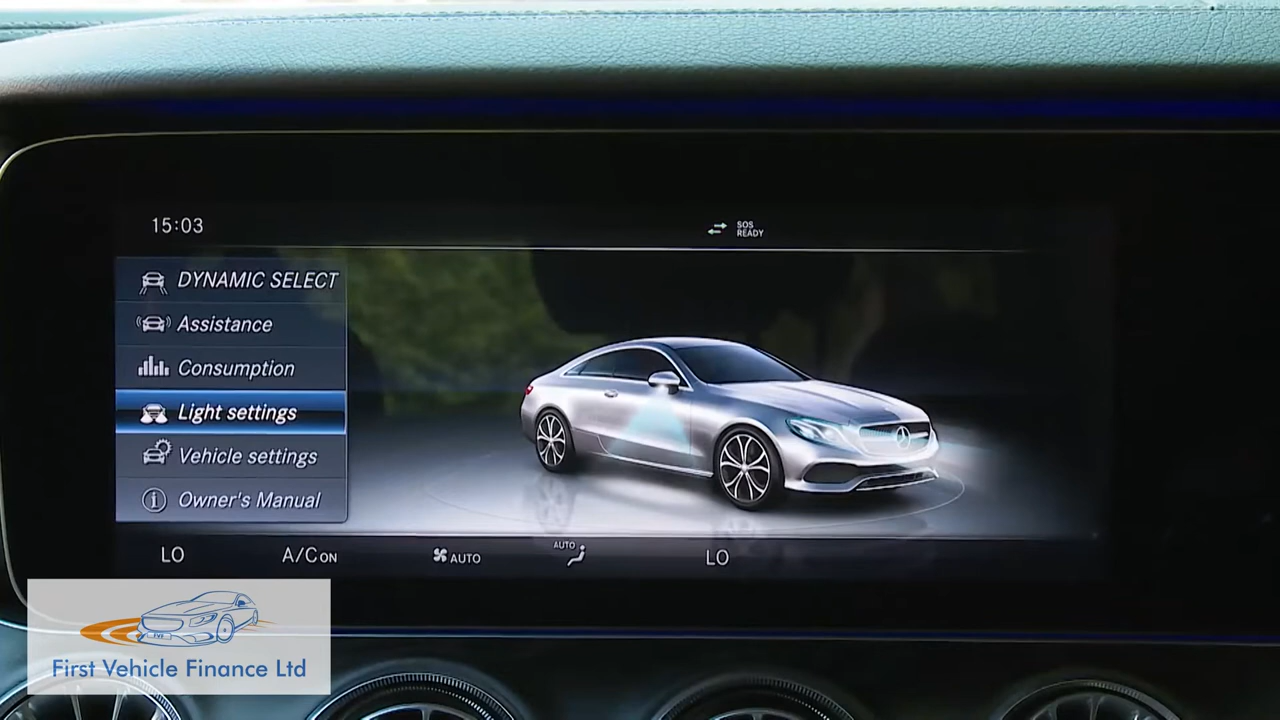 15:03
SOS
READY
DYNAMIC SELECT
Assistance
Consumption
Light settings
Vehicle settings
Owner's Manual
LO
A/C ON
AUTO
AUTO
LO
First Vehicle Finance Ltd